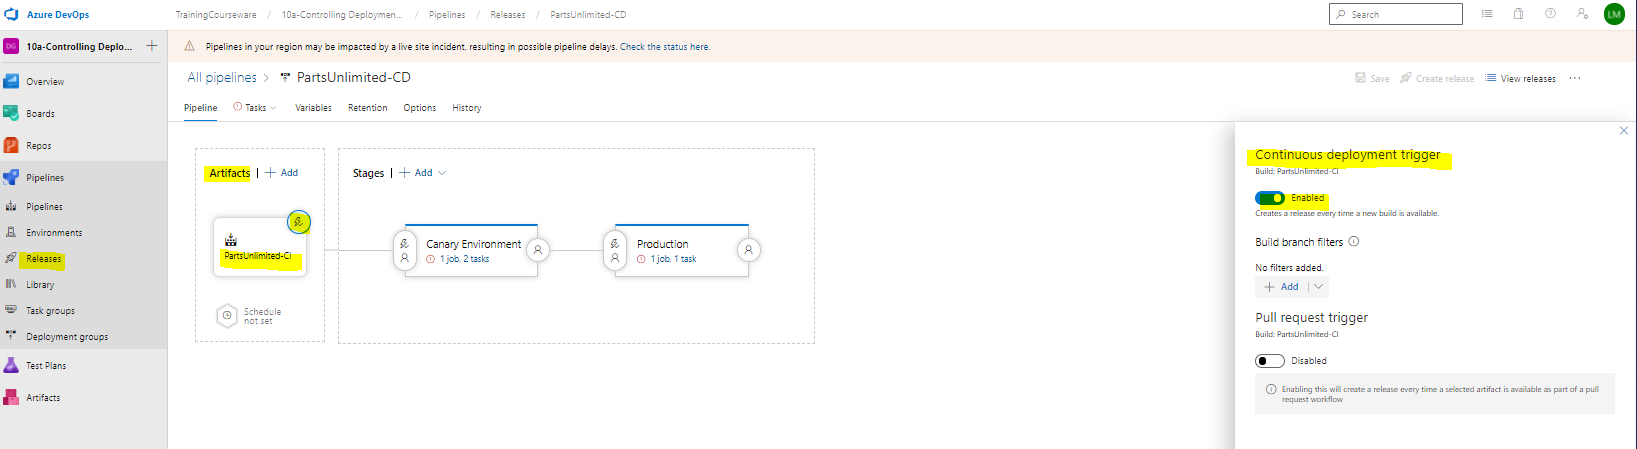 Azure DevOps
TrainingCourseware / 10a-Controlling Deploymen... / Pipelines / Releases / PartsUnlimited-CD
Search
LM
DG 10a-Controlling Deplo...
Pipelines in your region may be impacted by a live site incident, resulting in possible pipeline delays. Check the status here.
Overview
Boards
Repos
Pipelines
Pipelines
Environments
Releases
Library
Task groups
Deployment groups
Test Plans
Artifacts
All pipelines > PartsUnlimited-CD
Save Create release View releases ...
Pipeline Tasks Variables Retention Options History
Artifacts | + Add
PartsUnlimited-CI
Schedule
not set
Stages | + Add
Canary Environment
1 job, 2 tasks
Production
1 job, 1 task
Continuous deployment trigger
Build: PartsUnlimited-CI
Enabled
Creates a release every time a new build is available.
Build branch filters
No filters added.
+ Add
Pull request trigger
Build: PartsUnlimited-CI
Disabled
Enabling this will create a release every time a selected artifact is available as part of a pull
request workflow